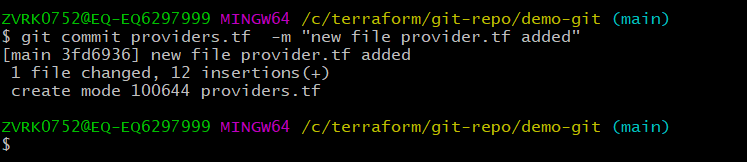 ZVRK0752@EQ-EQ6297999 MINGW64 /c/terraform/git-repo/demo-git (main)
$ git commit providers.tf  -m "new file provider.tf added"
[main 3fd6936] new file provider.tf added
 1 file changed, 12 insertions(+)
 create mode 100644 providers.tf
ZVRK0752@EQ-EQ6297999 MINGW64 /c/terraform/git-repo/demo-git (main)
$